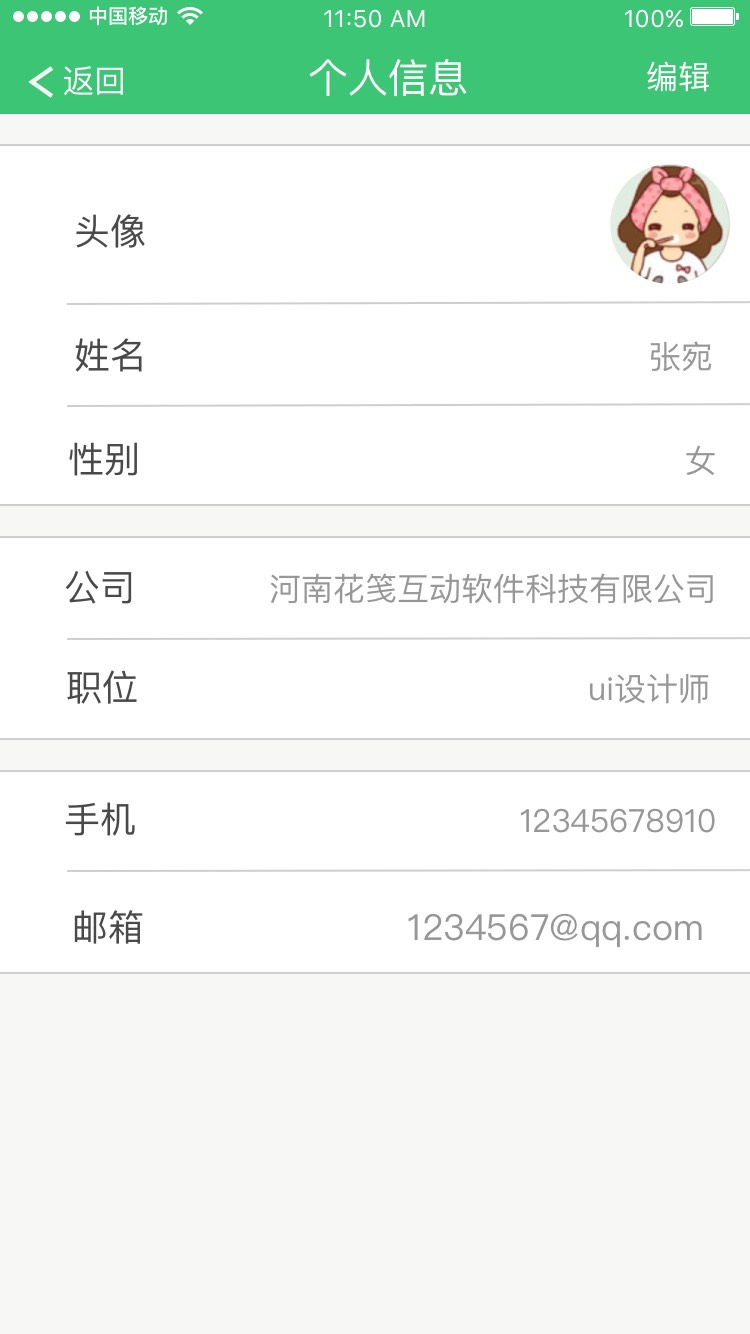 中国移动 11:50 AM 100%
返回 个人信息 编辑
头像
姓名 张宛
性别 女
公司 河南花笺互动软件科技有限公司
职位 ui设计师
手机 12345678910
邮箱 1234567@qq.com